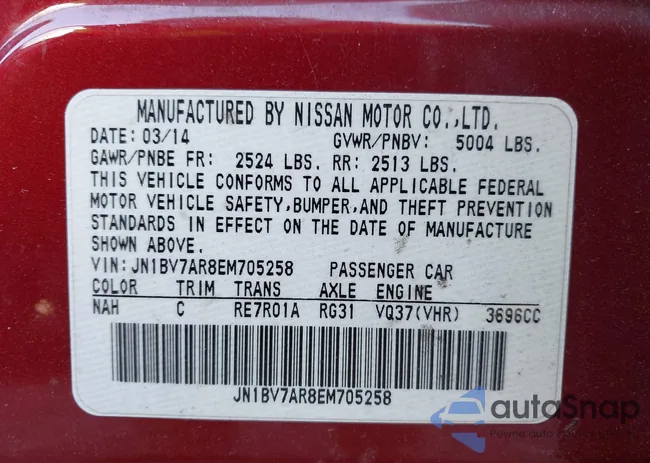 MANUFACTURED BY NISSAN MOTOR CO.,LTD.
DATE: 03/14 GVWR/PNBV: 5004 LBS.
GAWR/PNBE FR: 2524 LBS. RR: 2513 LBS.
THIS VEHICLE CONFORMS TO ALL APPLICABLE FEDERAL
MOTOR VEHICLE SAFETY,BUMPER,AND THEFT PREVENTION
STANDARDS IN EFFECT ON THE DATE OF MANUFACTURE
SHOWN ABOVE.
VIN:JN1BV7AR8EM705258 PASSENGER CAR
COLOR TRIM TRANS AXLE ENGINE
NAH C RE7R01A RG31 VQ37(VHR) 3696CC
JN1BV7AR8EM705258
autoSnap